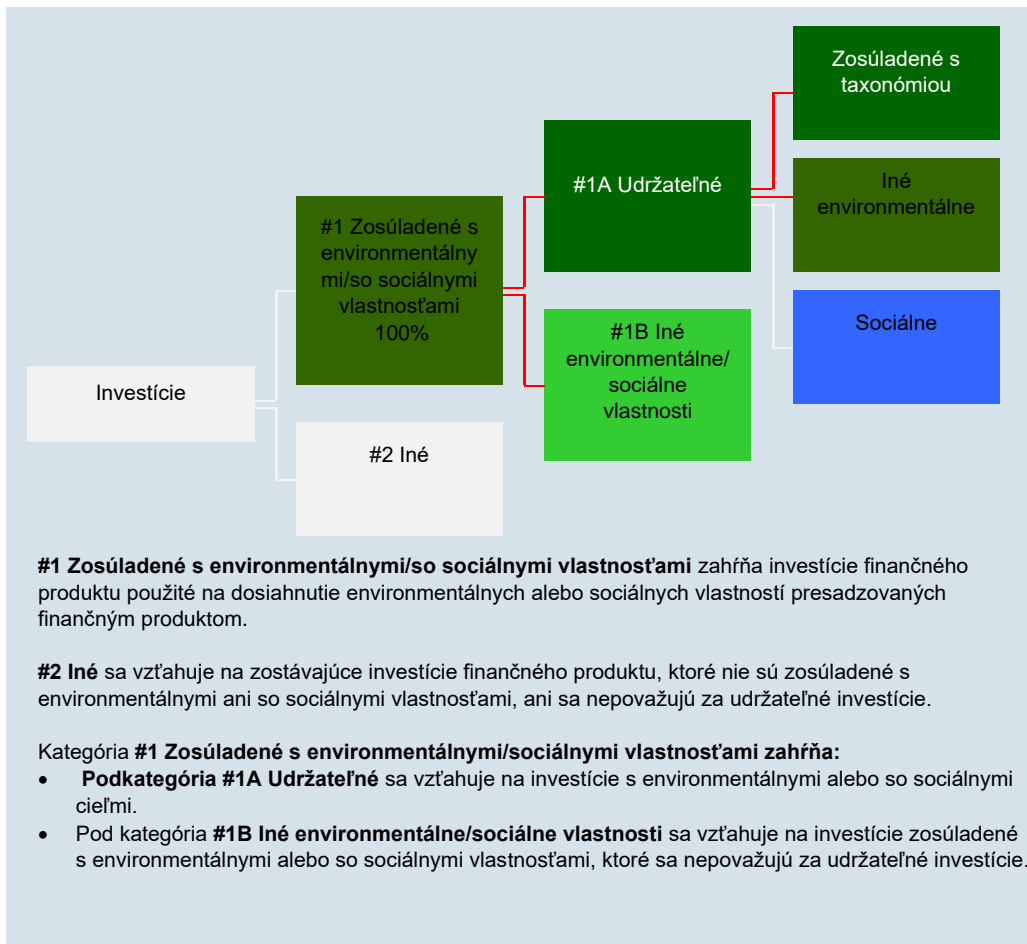 Zosúladené s
taxonómiou
#1A Udržateľné
Iné
environmentálne
#1 Zosúladené s
environmentálny
mi/so sociálnymi
vlastnosťami
100%
Sociálne
#1B Iné
environmentálne/
sociálne
vlastnosti
Investície
#2 Iné
#1 Zosúladené s environmentálnymi/so sociálnymi vlastnosťami zahŕňa investície finančného
produktu použité na dosiahnutie environmentálnych alebo sociálnych vlastností presadzovaných
finančným produktom.
#2 Iné sa vzťahuje na zostávajúce investície finančného produktu, ktoré nie sú zosúladené s
environmentálnymi ani so sociálnymi vlastnosťami, ani sa nepovažujú za udržateľné investície.
Kategória #1 Zosúladené s environmentálnymi/sociálnymi vlastnosťami zahŕňa:
• Podkategória #1A Udržateľné sa vzťahuje na investície s environmentálnymi alebo so sociálnymi
cieľmi.
• Pod kategória #1B Iné environmentálne/sociálne vlastnosti sa vzťahuje na investície zosúladené
s environmentálnymi alebo so sociálnymi vlastnosťami, ktoré sa nepovažujú za udržateľné investície.